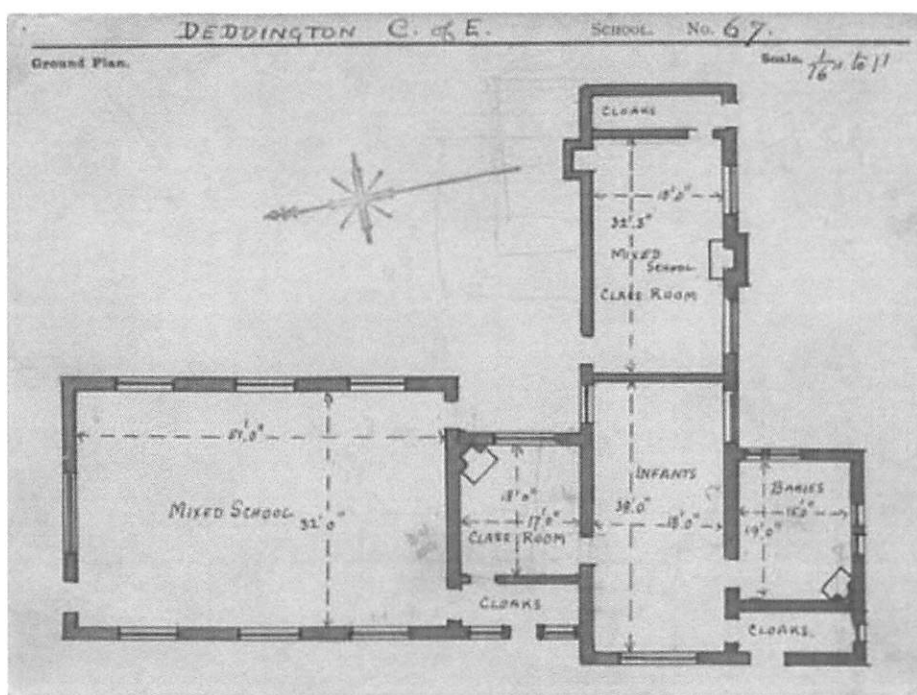 DEDDINGTON C. of E. SCHOOL. No. 67.
Ground Plan.
Scale, 1/16" to 1'
CLOAKS
18'.0"
32'.3"
MIXED SCHOOL
CLASS ROOM
51'.0"
MIXED SCHOOL
32'.0"
18'.0"
17'.0"
CLASS ROOM
CLOAKS
INFANTS
38'.0"
18'.0"
BABIES
15'.0"
19'.0"
CLOAKS.